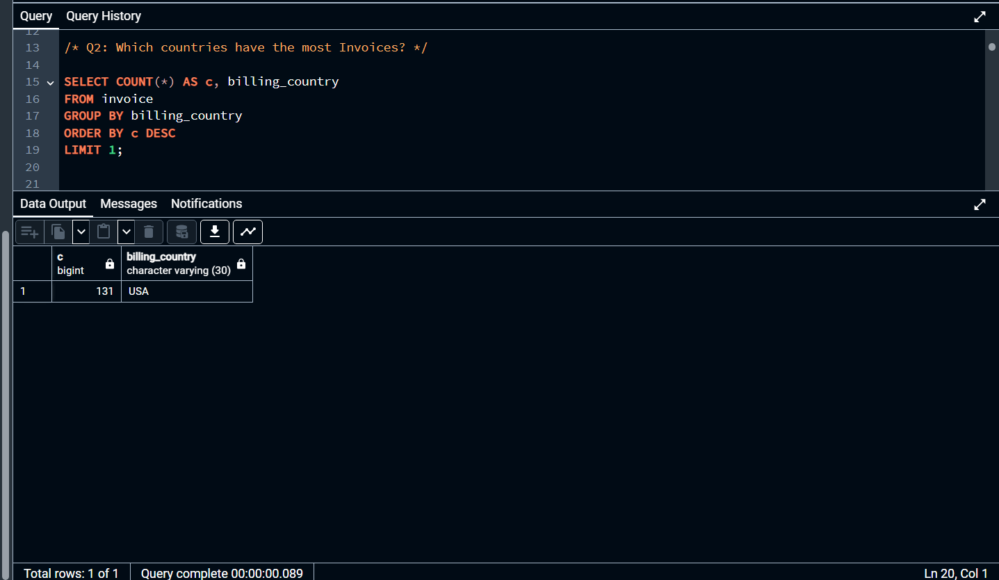 Query Query History
12
13 /* Q2: Which countries have the most Invoices? */
14
15 SELECT COUNT(*) AS c, billing_country
16 FROM invoice
17 GROUP BY billing_country
18 ORDER BY c DESC
19 LIMIT 1;
20
21
Data Output Messages Notifications
c billing_country
bigint character varying (30)
1 131 USA
Total rows: 1 of 1 Query complete 00:00:00.089 Ln 20, Col 1